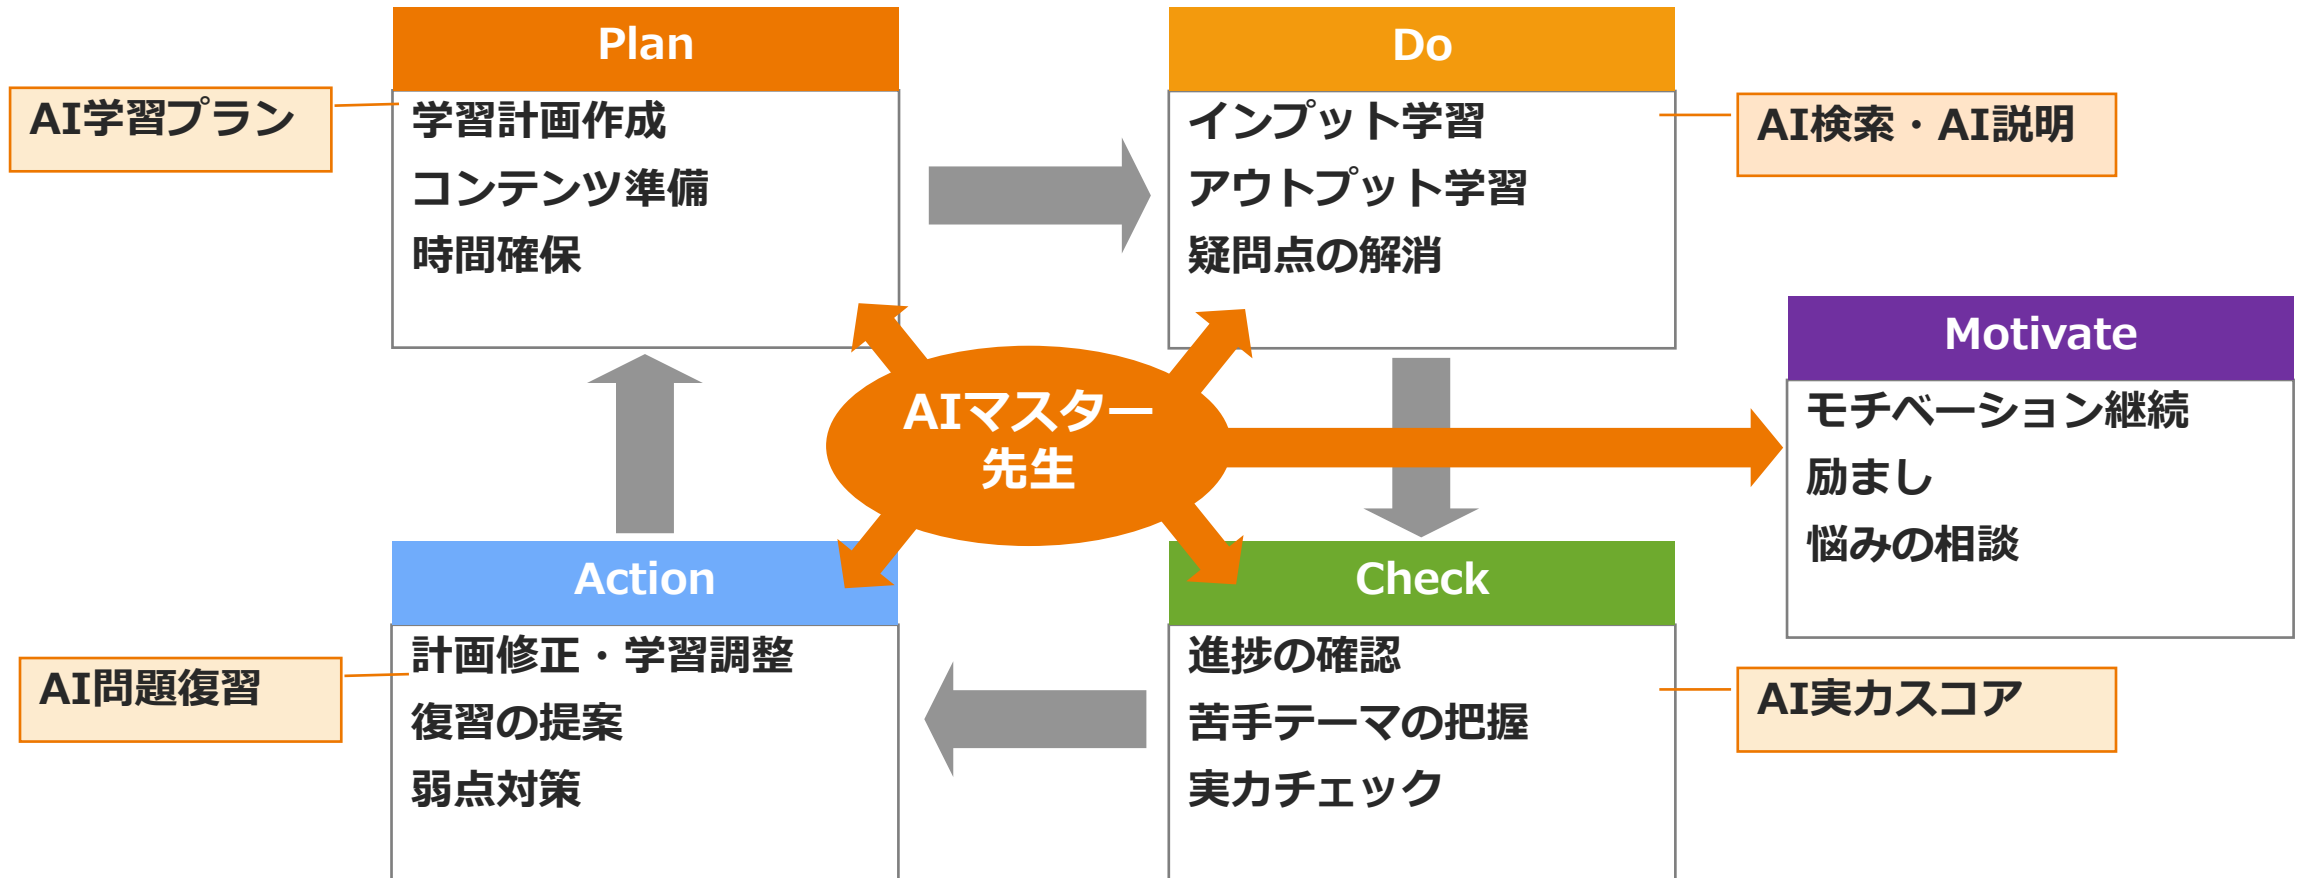 Plan
AI学習プラン
学習計画作成
コンテンツ準備
時間確保
Do
インプット学習
アウトプット学習
疑問点の解消
AI検索・AI説明
AIマスター
先生
Motivate
モチベーション継続
励まし
悩みの相談
Action
計画修正・学習調整
復習の提案
弱点対策
AI問題復習
Check
進捗の確認
苦手テーマの把握
実力チェック
AI実力スコア